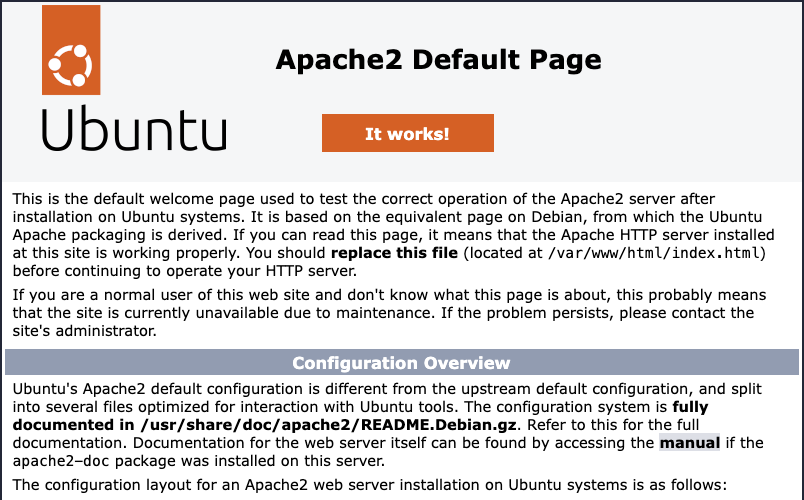 Apache2 Default Page
Ubuntu
It works!
This is the default welcome page used to test the correct operation of the Apache2 server after
installation on Ubuntu systems. It is based on the equivalent page on Debian, from which the Ubuntu
Apache packaging is derived. If you can read this page, it means that the Apache HTTP server installed
at this site is working properly. You should replace this file (located at /var/www/html/index.html)
before continuing to operate your HTTP server.
If you are a normal user of this web site and don't know what this page is about, this probably means
that the site is currently unavailable due to maintenance. If the problem persists, please contact the
site's administrator.
Configuration Overview
Ubuntu's Apache2 default configuration is different from the upstream default configuration, and split
into several files optimized for interaction with Ubuntu tools. The configuration system is fully
documented in /usr/share/doc/apache2/README.Debian.gz. Refer to this for the full
documentation. Documentation for the web server itself can be found by accessing the manual if the
apache2-doc package was installed on this server.
The configuration layout for an Apache2 web server installation on Ubuntu systems is as follows: